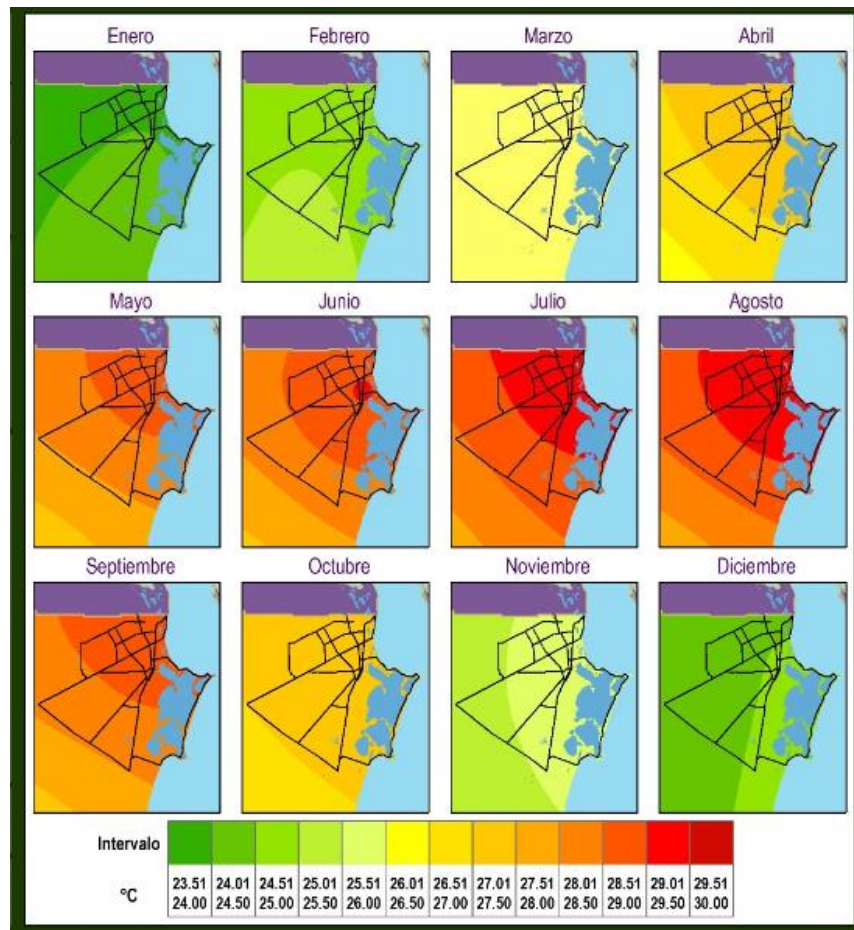 Enero Febrero Marzo Abril
Mayo Junio Julio Agosto
Septiembre Octubre Noviembre Diciembre
Intervalo
°C
23.51 24.01 24.51 25.01 25.51 26.01 26.51 27.01 27.51 28.01 28.51 29.01 29.51
24.00 24.50 25.00 25.50 26.00 26.50 27.00 27.50 28.00 28.50 29.00 29.50 30.00